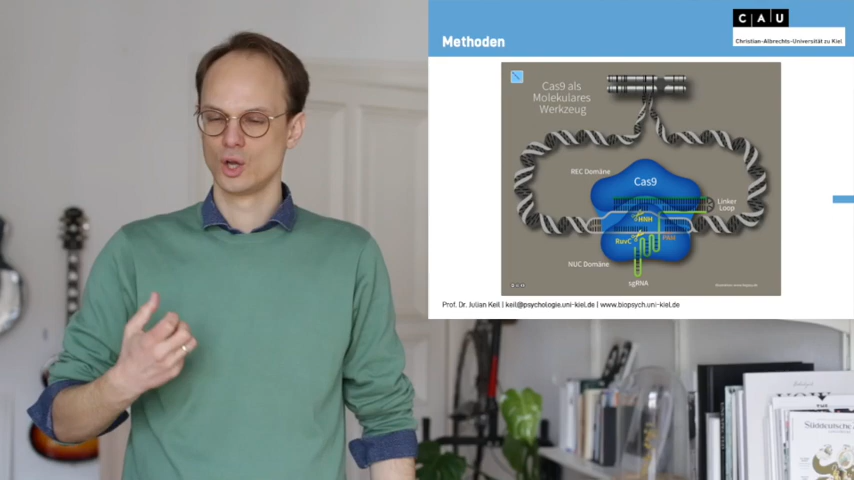 Methoden
C A U
Christian-Albrechts-Universität zu Kiel
Cas9 als
Molekulares
Werkzeug
REC Domäne
Cas9
Linker
Loop
HNH
RuvC
PAM
NUC Domäne
sgRNA
Prof. Dr. Julian Keil | keil@psychologie.uni-kiel.de | www.biopsych.uni-kiel.de
Süddeutsche